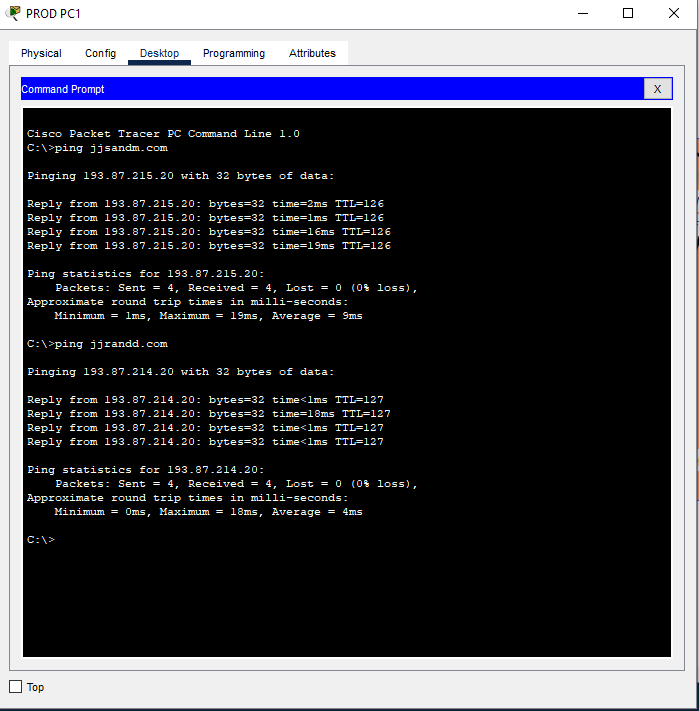 PROD PC1
Physical Config Desktop Programming Attributes
Command Prompt X
Cisco Packet Tracer PC Command Line 1.0
C:\>ping jjsandm.com
Pinging 193.87.215.20 with 32 bytes of data:
Reply from 193.87.215.20: bytes=32 time=2ms TTL=126
Reply from 193.87.215.20: bytes=32 time=1ms TTL=126
Reply from 193.87.215.20: bytes=32 time=16ms TTL=126
Reply from 193.87.215.20: bytes=32 time=19ms TTL=126
Ping statistics for 193.87.215.20:
Packets: Sent = 4, Received = 4, Lost = 0 (0% loss),
Approximate round trip times in milli-seconds:
Minimum = 1ms, Maximum = 19ms, Average = 9ms
C:\>ping jjrandd.com
Pinging 193.87.214.20 with 32 bytes of data:
Reply from 193.87.214.20: bytes=32 time<1ms TTL=127
Reply from 193.87.214.20: bytes=32 time=18ms TTL=127
Reply from 193.87.214.20: bytes=32 time<1ms TTL=127
Reply from 193.87.214.20: bytes=32 time<1ms TTL=127
Ping statistics for 193.87.214.20:
Packets: Sent = 4, Received = 4, Lost = 0 (0% loss),
Approximate round trip times in milli-seconds:
Minimum = 0ms, Maximum = 18ms, Average = 4ms
C:\>
Top